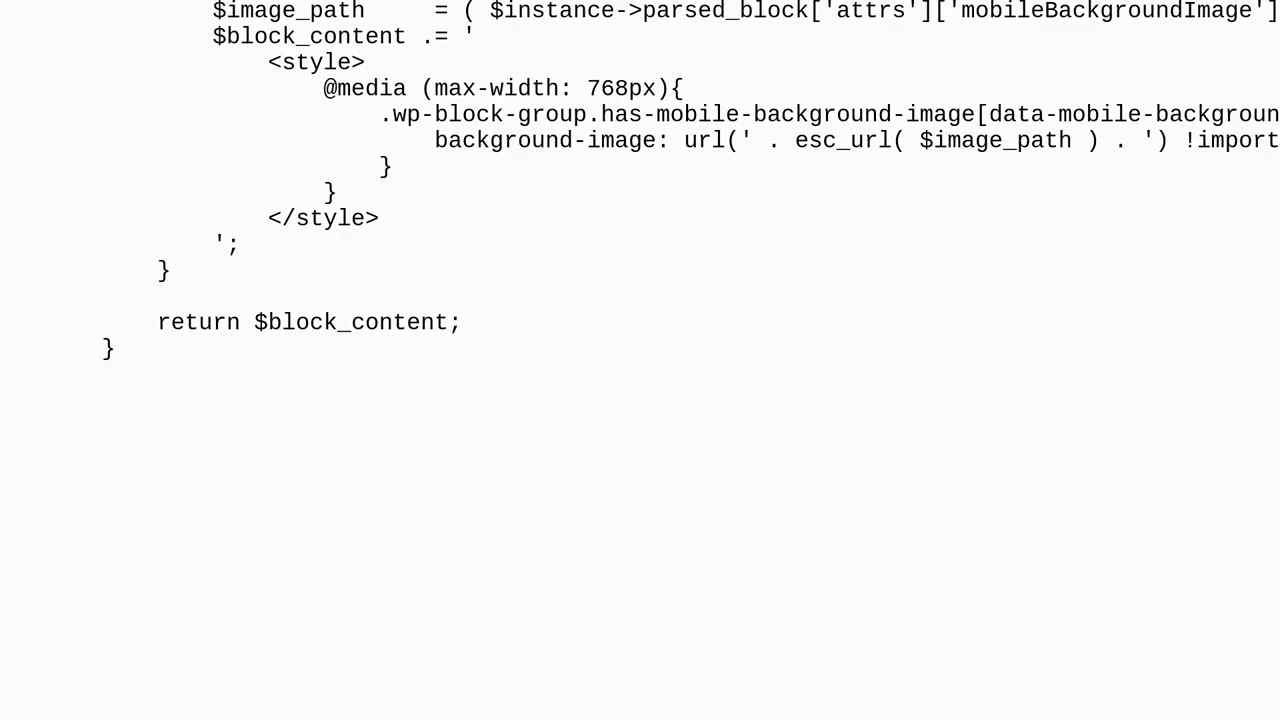 $image_path     = ( $instance->parsed_block['attrs']['mobileBackgroundImage']
$block_content .= '
<style>
@media (max-width: 768px){
.wp-block-group.has-mobile-background-image[data-mobile-backgroun
background-image: url(' . esc_url( $image_path ) . ') !import
}
}
</style>
';
}
return $block_content;
}